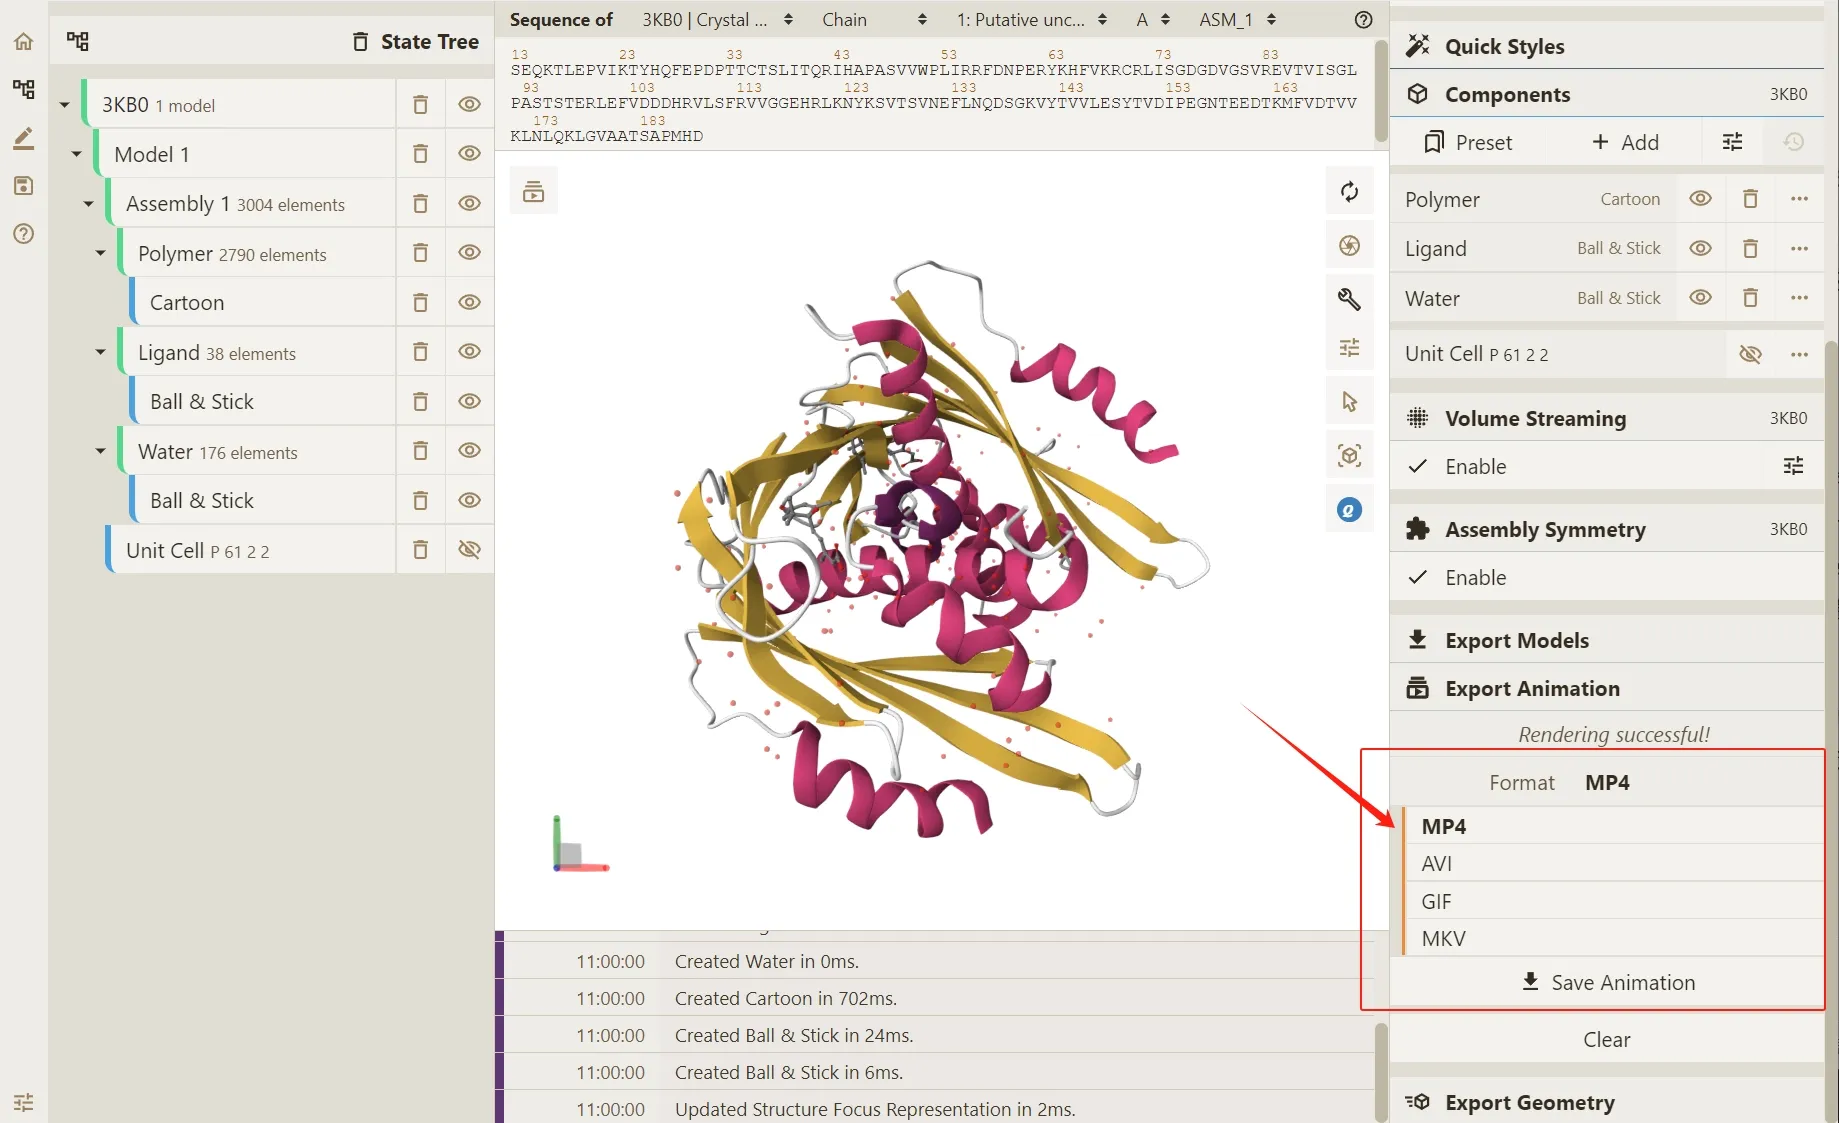 State Tree
3KB0 1 model
Model 1
Assembly 1 3004 elements
Polymer 2790 elements
Cartoon
Ligand 38 elements
Ball & Stick
Water 176 elements
Ball & Stick
Unit Cell P 61 2 2
Sequence of 3KB0 | Crystal ... Chain 1: Putative unc... A ASM_1
13 23 33 43 53 63 73 83
SEQKTLEPVIKTYHQFEPDPTTCTSLITQRIHAPASVVWPLIRRFDNPERYKHFVKRCRLISGDGDVGSVREVTVISGL
93 103 113 123 133 143 153 163
PASTSTERLEFVDDDHRVLSFRVVGGEHRLKNYKSVTSVNEFLNQDSGKVYTVVLESYTVDIPEGNTEEDTKMFVDTVV
173 183
KLNLQKLGVAATSAPMHD
11:00:00 Created Water in 0ms.
11:00:00 Created Cartoon in 702ms.
11:00:00 Created Ball & Stick in 24ms.
11:00:00 Created Ball & Stick in 6ms.
11:00:00 Updated Structure Focus Representation in 2ms.
Quick Styles
Components 3KB0
Preset + Add
Polymer Cartoon
Ligand Ball & Stick
Water Ball & Stick
Unit Cell P 61 2 2
Volume Streaming 3KB0
Enable
Assembly Symmetry 3KB0
Enable
Export Models
Export Animation
Rendering successful!
Format MP4
MP4
AVI
GIF
MKV
Save Animation
Clear
Export Geometry